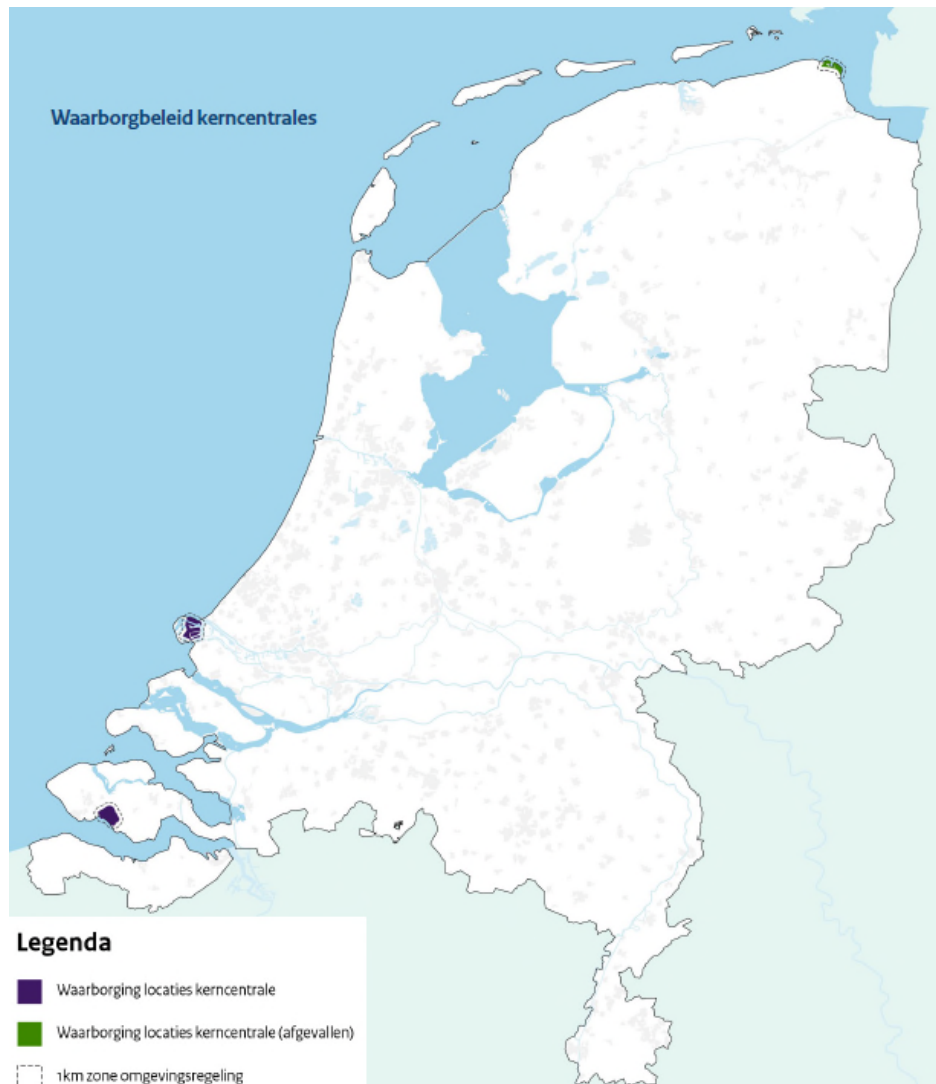 Waarborgbeleid kerncentrales
Legenda
Waarborging locaties kerncentrale
Waarborging locaties kerncentrale (afgevallen)
1km zone omgevingsregeling